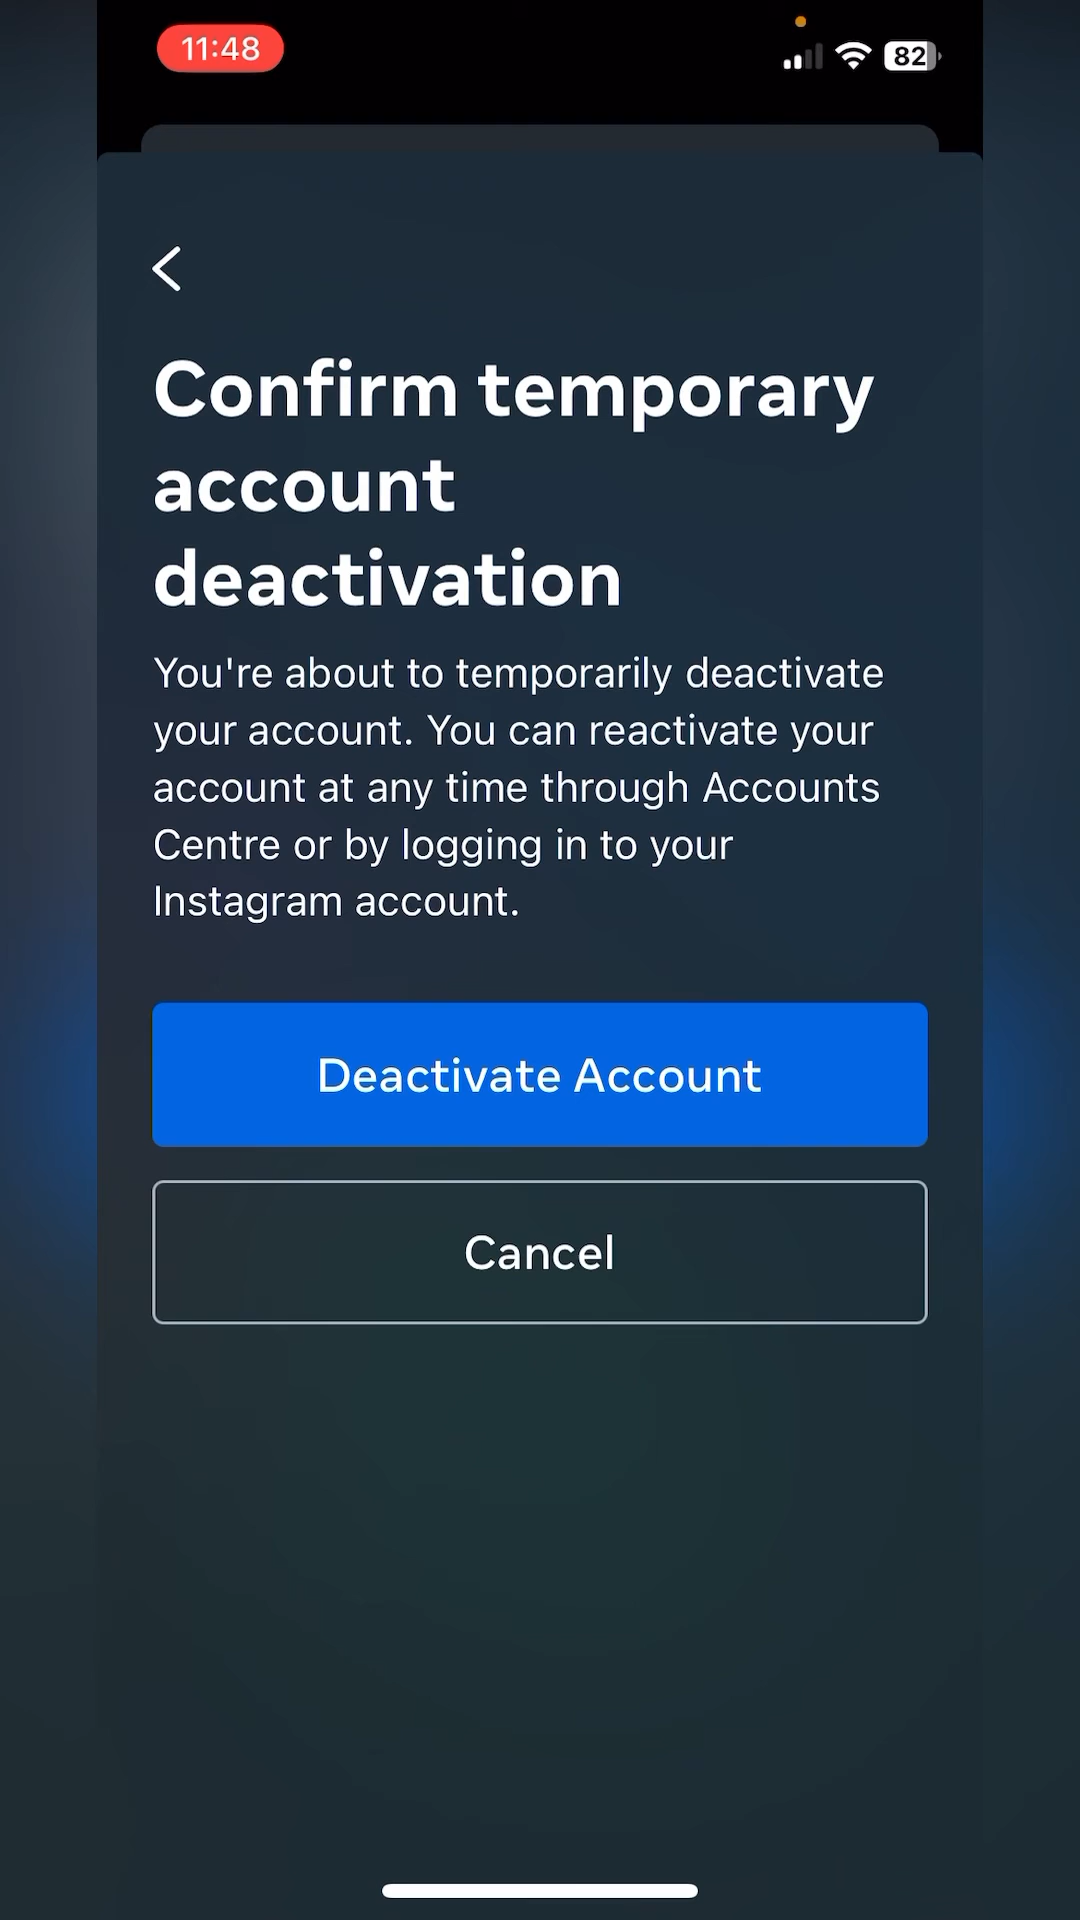 11:48
82
Confirm temporary
account
deactivation
You're about to temporarily deactivate
your account. You can reactivate your
account at any time through Accounts
Centre or by logging in to your
Instagram account.
Deactivate Account
Cancel